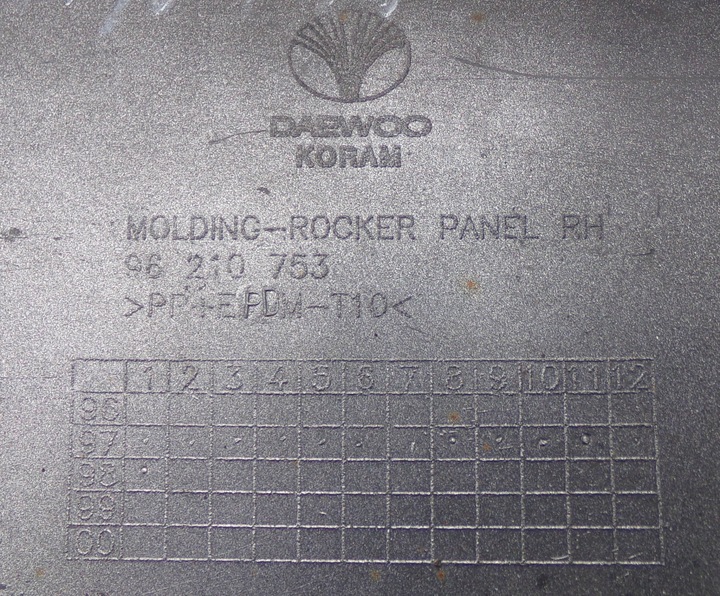 DAEWOO
KORAM
MOLDING-ROCKER PANEL RH
96 210 753
>PP+EPDM-T10<
1 2 3 4 5 6 7 8 9 10 11 12
96
97
98
99
00